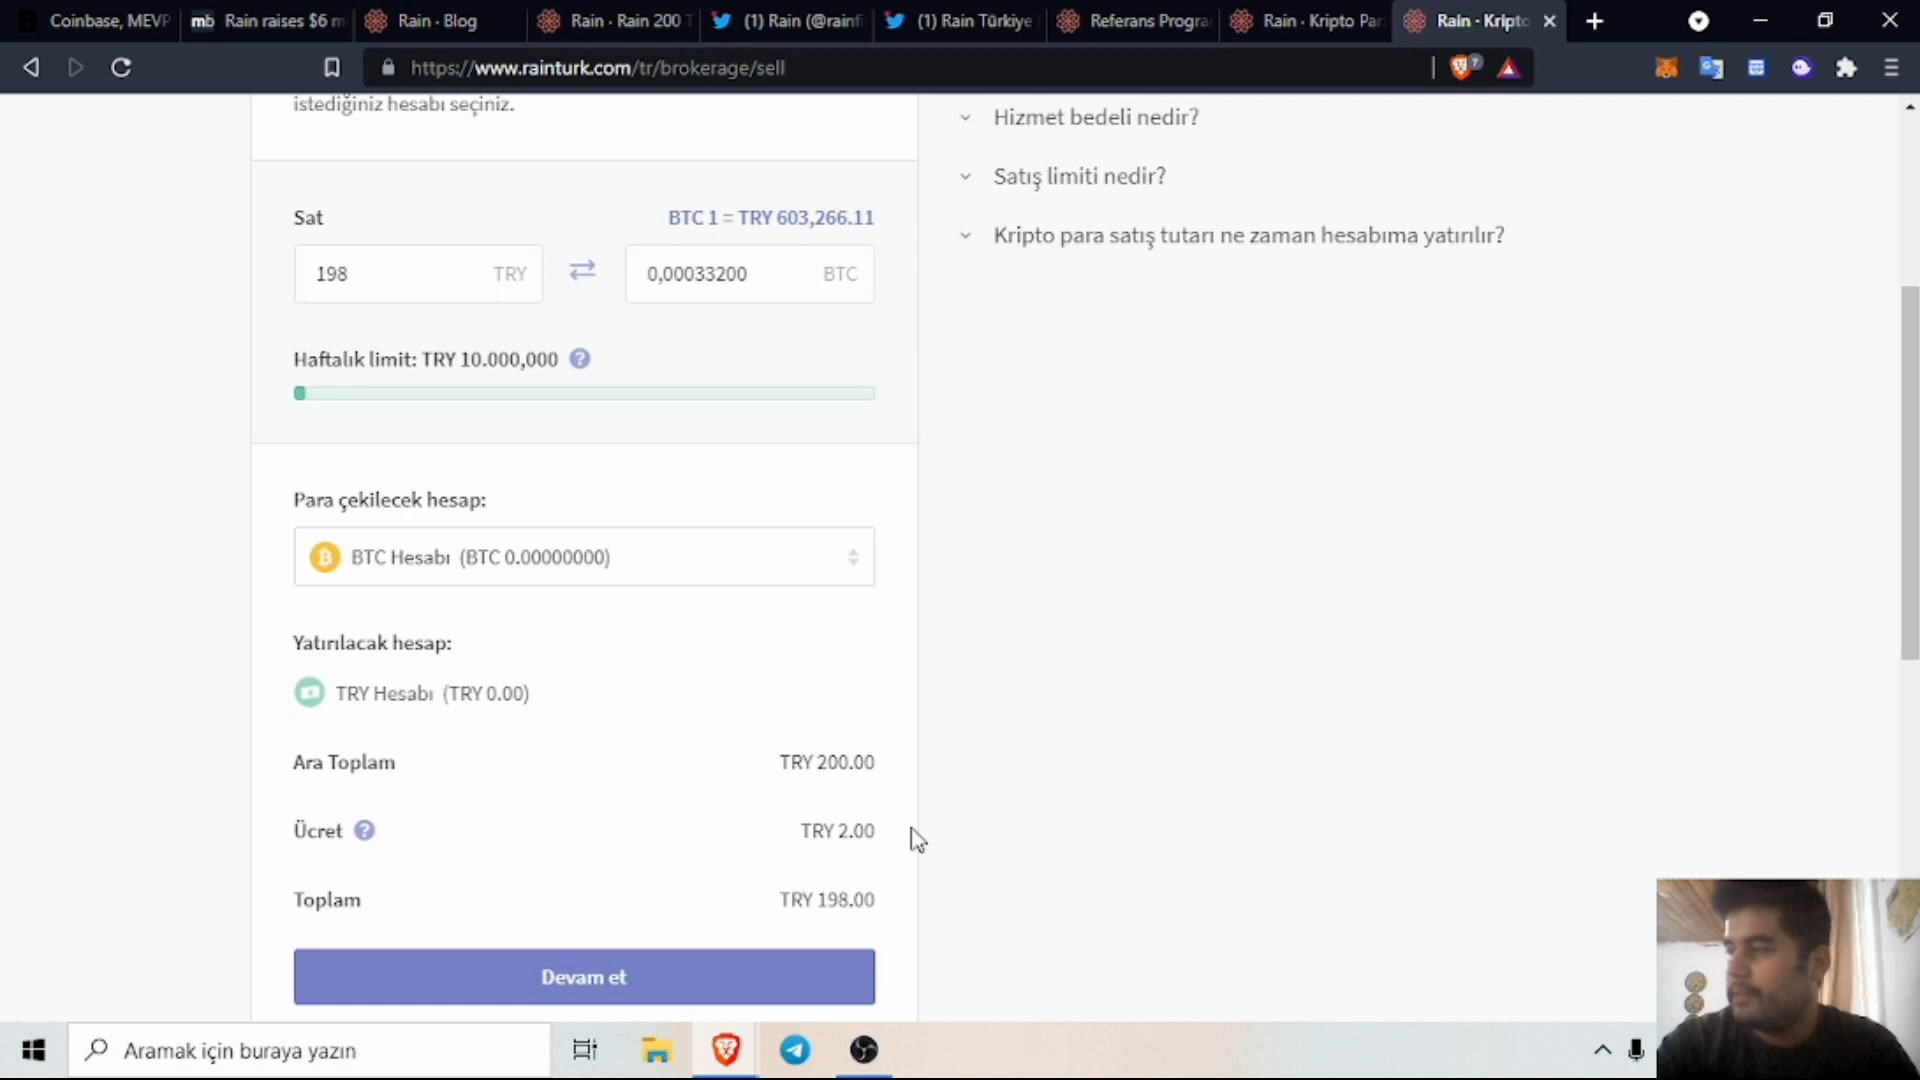 Coinbase, MEVP
mb Rain raises $6 m
Rain · Blog
Rain · Rain 200 T
(1) Rain (@rainfi
(1) Rain Türkiye
Referans Progra
Rain · Kripto Par
Rain · Kripto
https://www.rainturk.com/tr/brokerage/sell
istediğiniz hesabı seçiniz.
Sat
BTC 1 = TRY 603,266.11
198 TRY
0,00033200 BTC
Haftalık limit: TRY 10.000,000 ?
Para çekilecek hesap:
BTC Hesabı (BTC 0.00000000)
Yatırılacak hesap:
TRY Hesabı (TRY 0.00)
Ara Toplam TRY 200.00
Ücret ? TRY 2.00
Toplam TRY 198.00
Devam et
Hizmet bedeli nedir?
Satış limiti nedir?
Kripto para satış tutarı ne zaman hesabıma yatırılır?
Aramak için buraya yazın